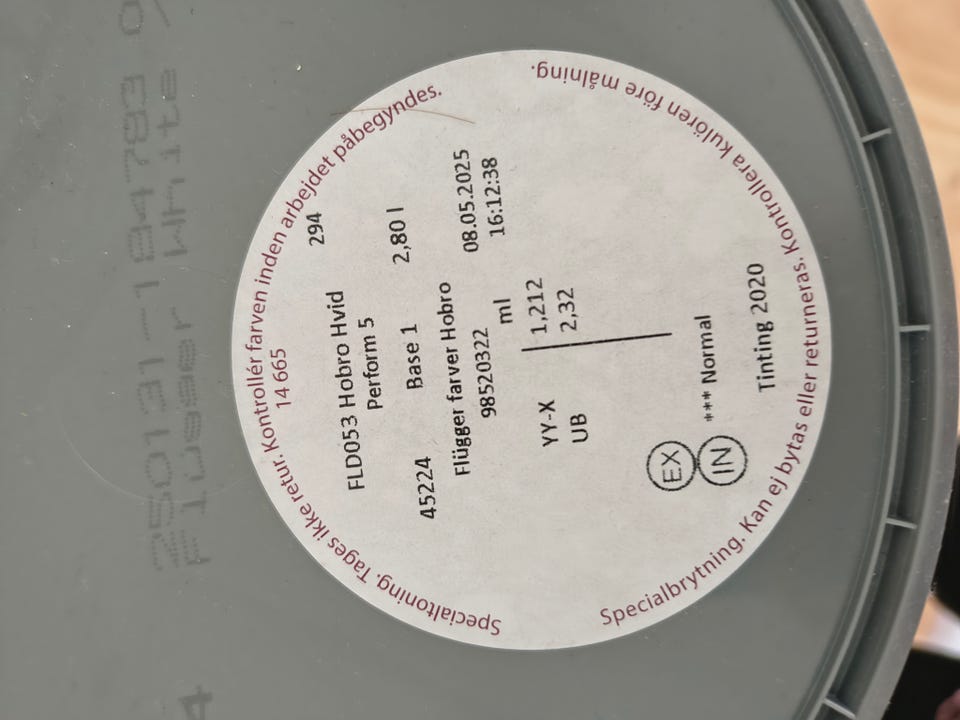 Specialtoning. Tages ikke retur. Kontrollér farven inden arbejdet påbegyndes.
14 665
294
FLD053 Hobro Hvid
Perform 5
45224 Base 1 2,80 l
Flügger farver Hobro
98520322 08.05.2025
ml 16:12:38
YY-X 1,212
UB 2,32
EX
IN *** Normal
Tinting 2020
Specialbrytning. Kan ej bytas eller returneras. Kontrollera kulören före målning.
White
4